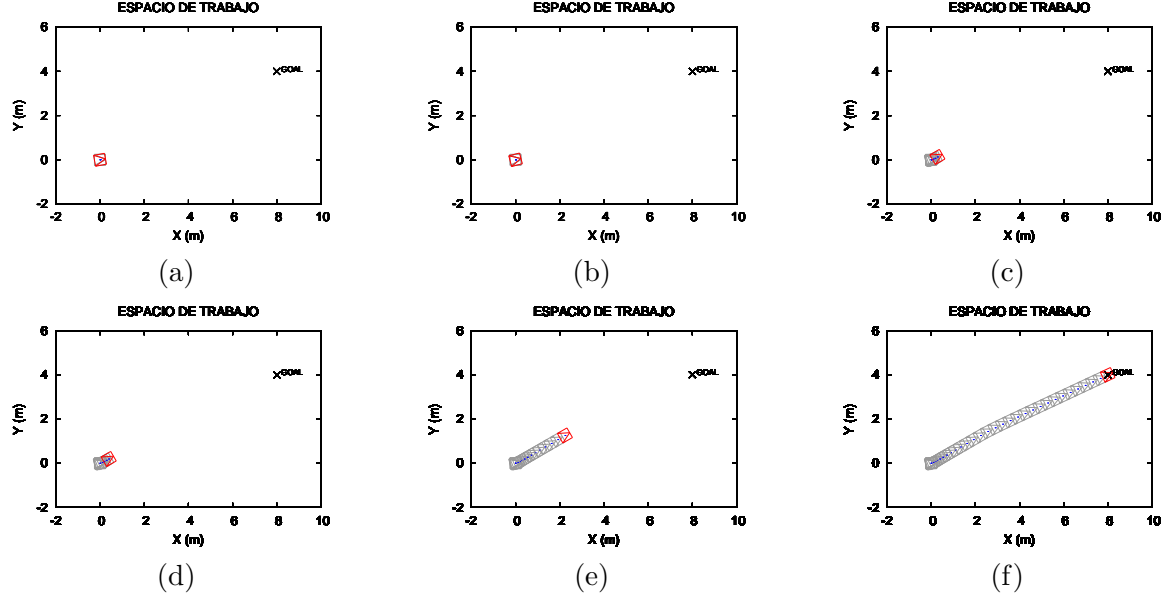 ESPACIO DE TRABAJO
6
4
2
0
-2
-2 0 2 4 6 8 10
Y (m)
X (m)
GOAL
(a)
ESPACIO DE TRABAJO
6
4
2
0
-2
-2 0 2 4 6 8 10
Y (m)
X (m)
GOAL
(b)
ESPACIO DE TRABAJO
6
4
2
0
-2
-2 0 2 4 6 8 10
Y (m)
X (m)
GOAL
(c)
ESPACIO DE TRABAJO
6
4
2
0
-2
-2 0 2 4 6 8 10
Y (m)
X (m)
GOAL
(d)
ESPACIO DE TRABAJO
6
4
2
0
-2
-2 0 2 4 6 8 10
Y (m)
X (m)
GOAL
(e)
ESPACIO DE TRABAJO
6
4
2
0
-2
-2 0 2 4 6 8 10
Y (m)
X (m)
GOAL
(f)